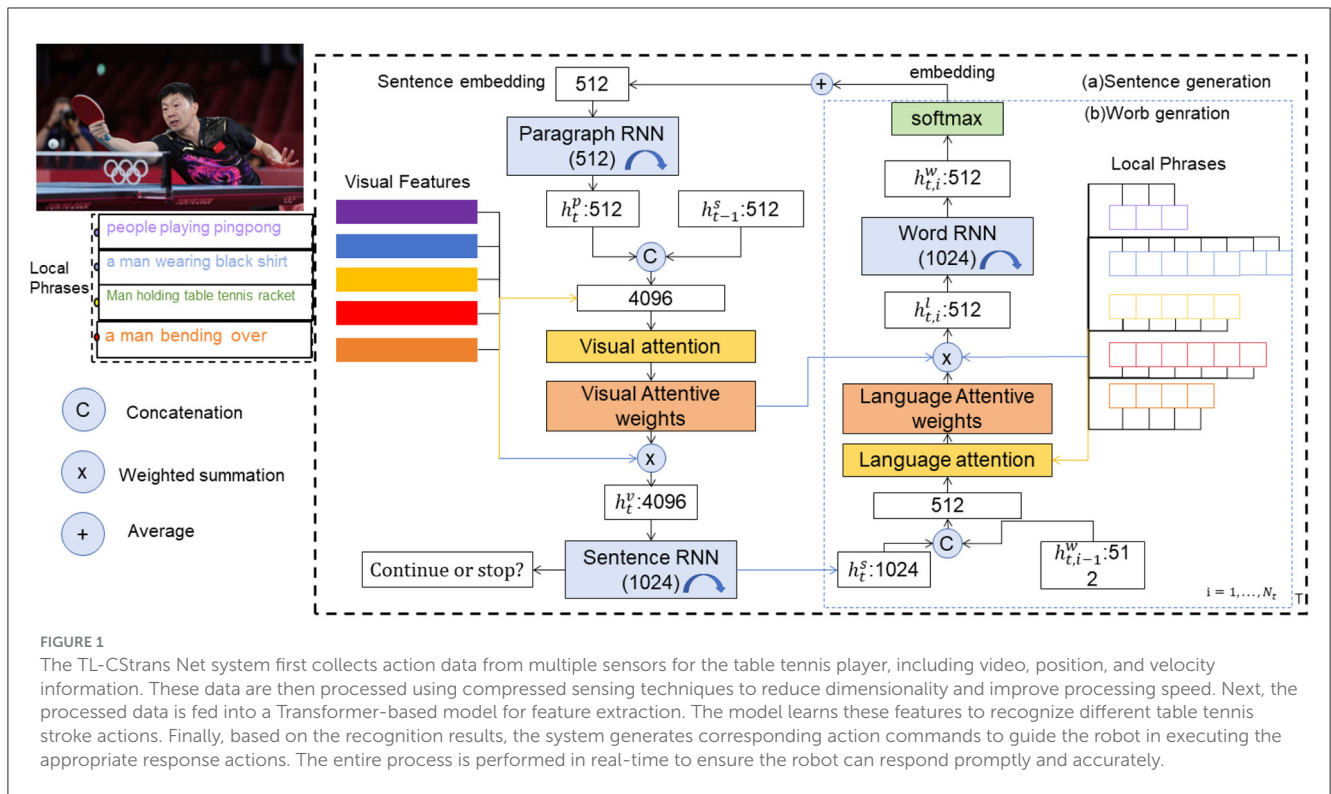 Sentence embedding
512
+
embedding
(a)Sentence generation
softmax
(b)Worb genration
Paragraph RNN
(512)
Visual Features
h_t^p:512
h_{t-1}^s:512
C
4096
Visual attention
Visual Attentive
weights
x
h_t^v:4096
Sentence RNN
(1024)
Continue or stop?
Local Phrases
h_{t,i}^w:512
Word RNN
(1024)
h_{t,i}^l:512
x
Language Attentive
weights
Language attention
512
C
h_t^s:1024
h_{t,i-1}^w:51
2
i = 1,...,N_t
T
Local
Phrases
people playing pingpong
a man wearing black shirt
Man holding table tennis racket
a man bending over
C
Concatenation
x
Weighted summation
+
Average
FIGURE 1
The TL-CStrans Net system first collects action data from multiple sensors for the table tennis player, including video, position, and velocity
information. These data are then processed using compressed sensing techniques to reduce dimensionality and improve processing speed. Next, the
processed data is fed into a Transformer-based model for feature extraction. The model learns these features to recognize different table tennis
stroke actions. Finally, based on the recognition results, the system generates corresponding action commands to guide the robot in executing the
appropriate response actions. The entire process is performed in real-time to ensure the robot can respond promptly and accurately.